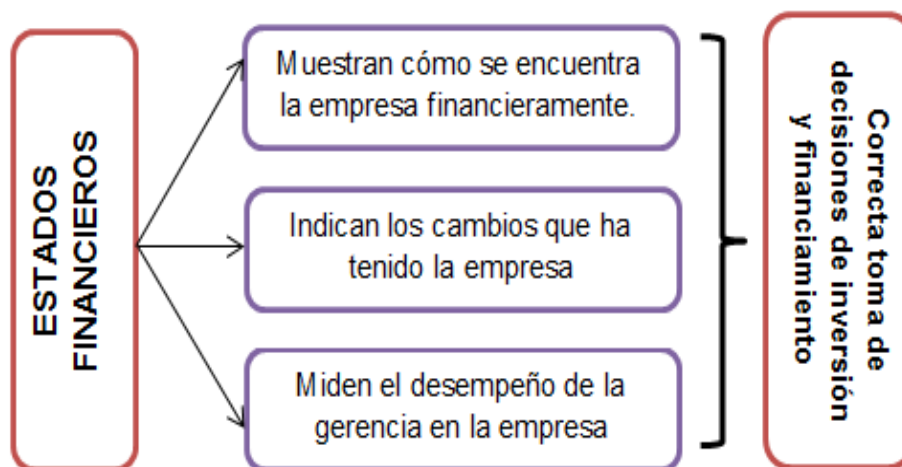 ESTADOS
FINANCIEROS
Muestran cómo se encuentra
la empresa financieramente.
Indican los cambios que ha
tenido la empresa
Miden el desempeño de la
gerencia en la empresa
Correcta toma de
decisiones de inversión
y financiamiento